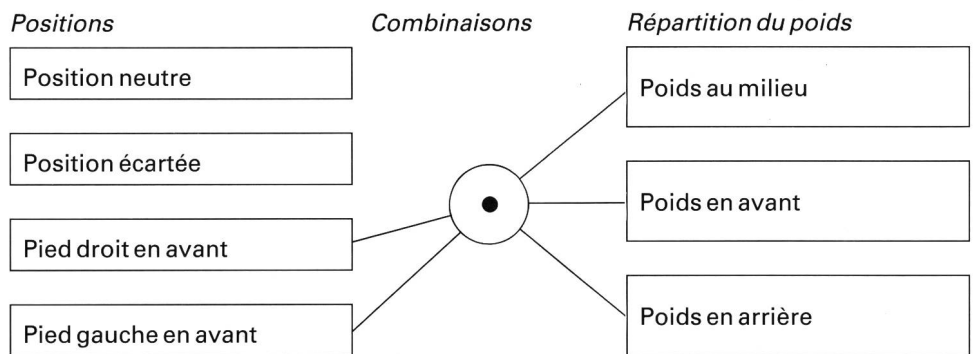 Positions
Combinaisons
Répartition du poids
Position neutre
Position écartée
Pied droit en avant
Pied gauche en avant
Poids au milieu
Poids en avant
Poids en arrière